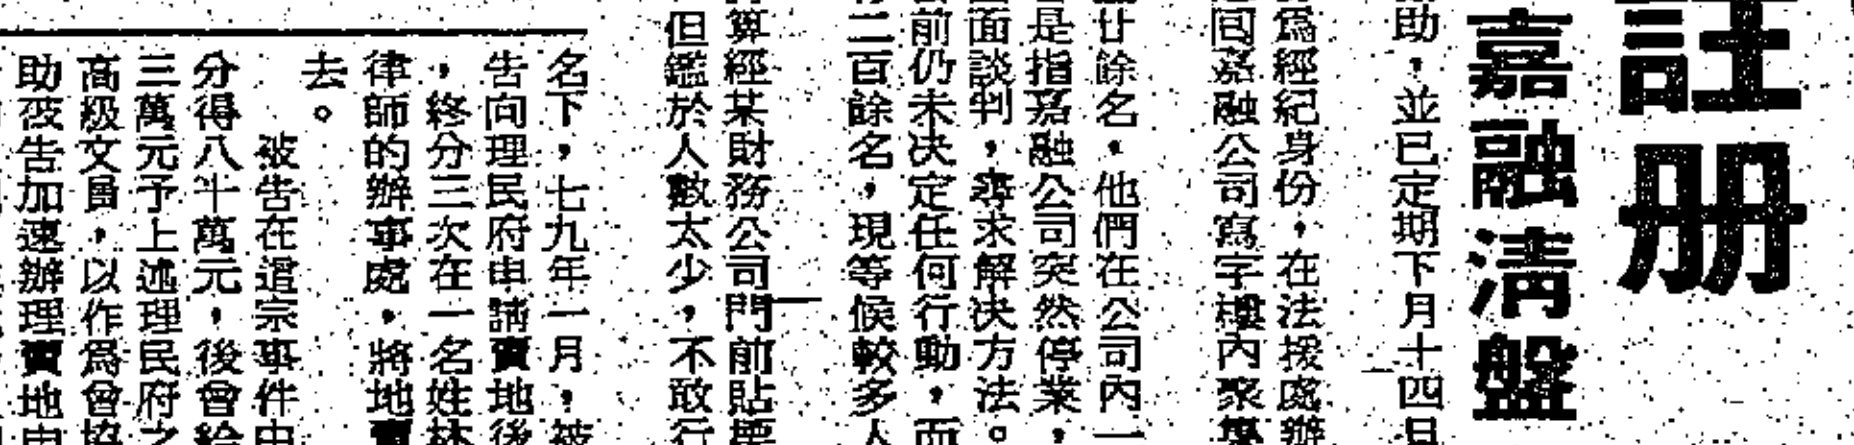 註册
嘉融淸盤
助，並已定期下月十四日
爲經紀身份，在法援處辦
嘉融公司寫字樓內聚
廿餘名，他們在公司內一
是指嘉融公司突然停業，
面談判，尋求解决方法。
前仍未决定任何行動，而
二百餘名，現等候較多人
算經某財務公司門前貼
但鑑於人數太少，不敢行
名下，七九年一月，被
告向理民府申請賣地後
，終分三次在一名姓林
律師的辦事處，將地賣
去。
被告在這宗事件中
分得八十萬元，後曾給
三萬元予上述理民府之
高級文員，以作爲曾協
助被告加速辦理賣地申